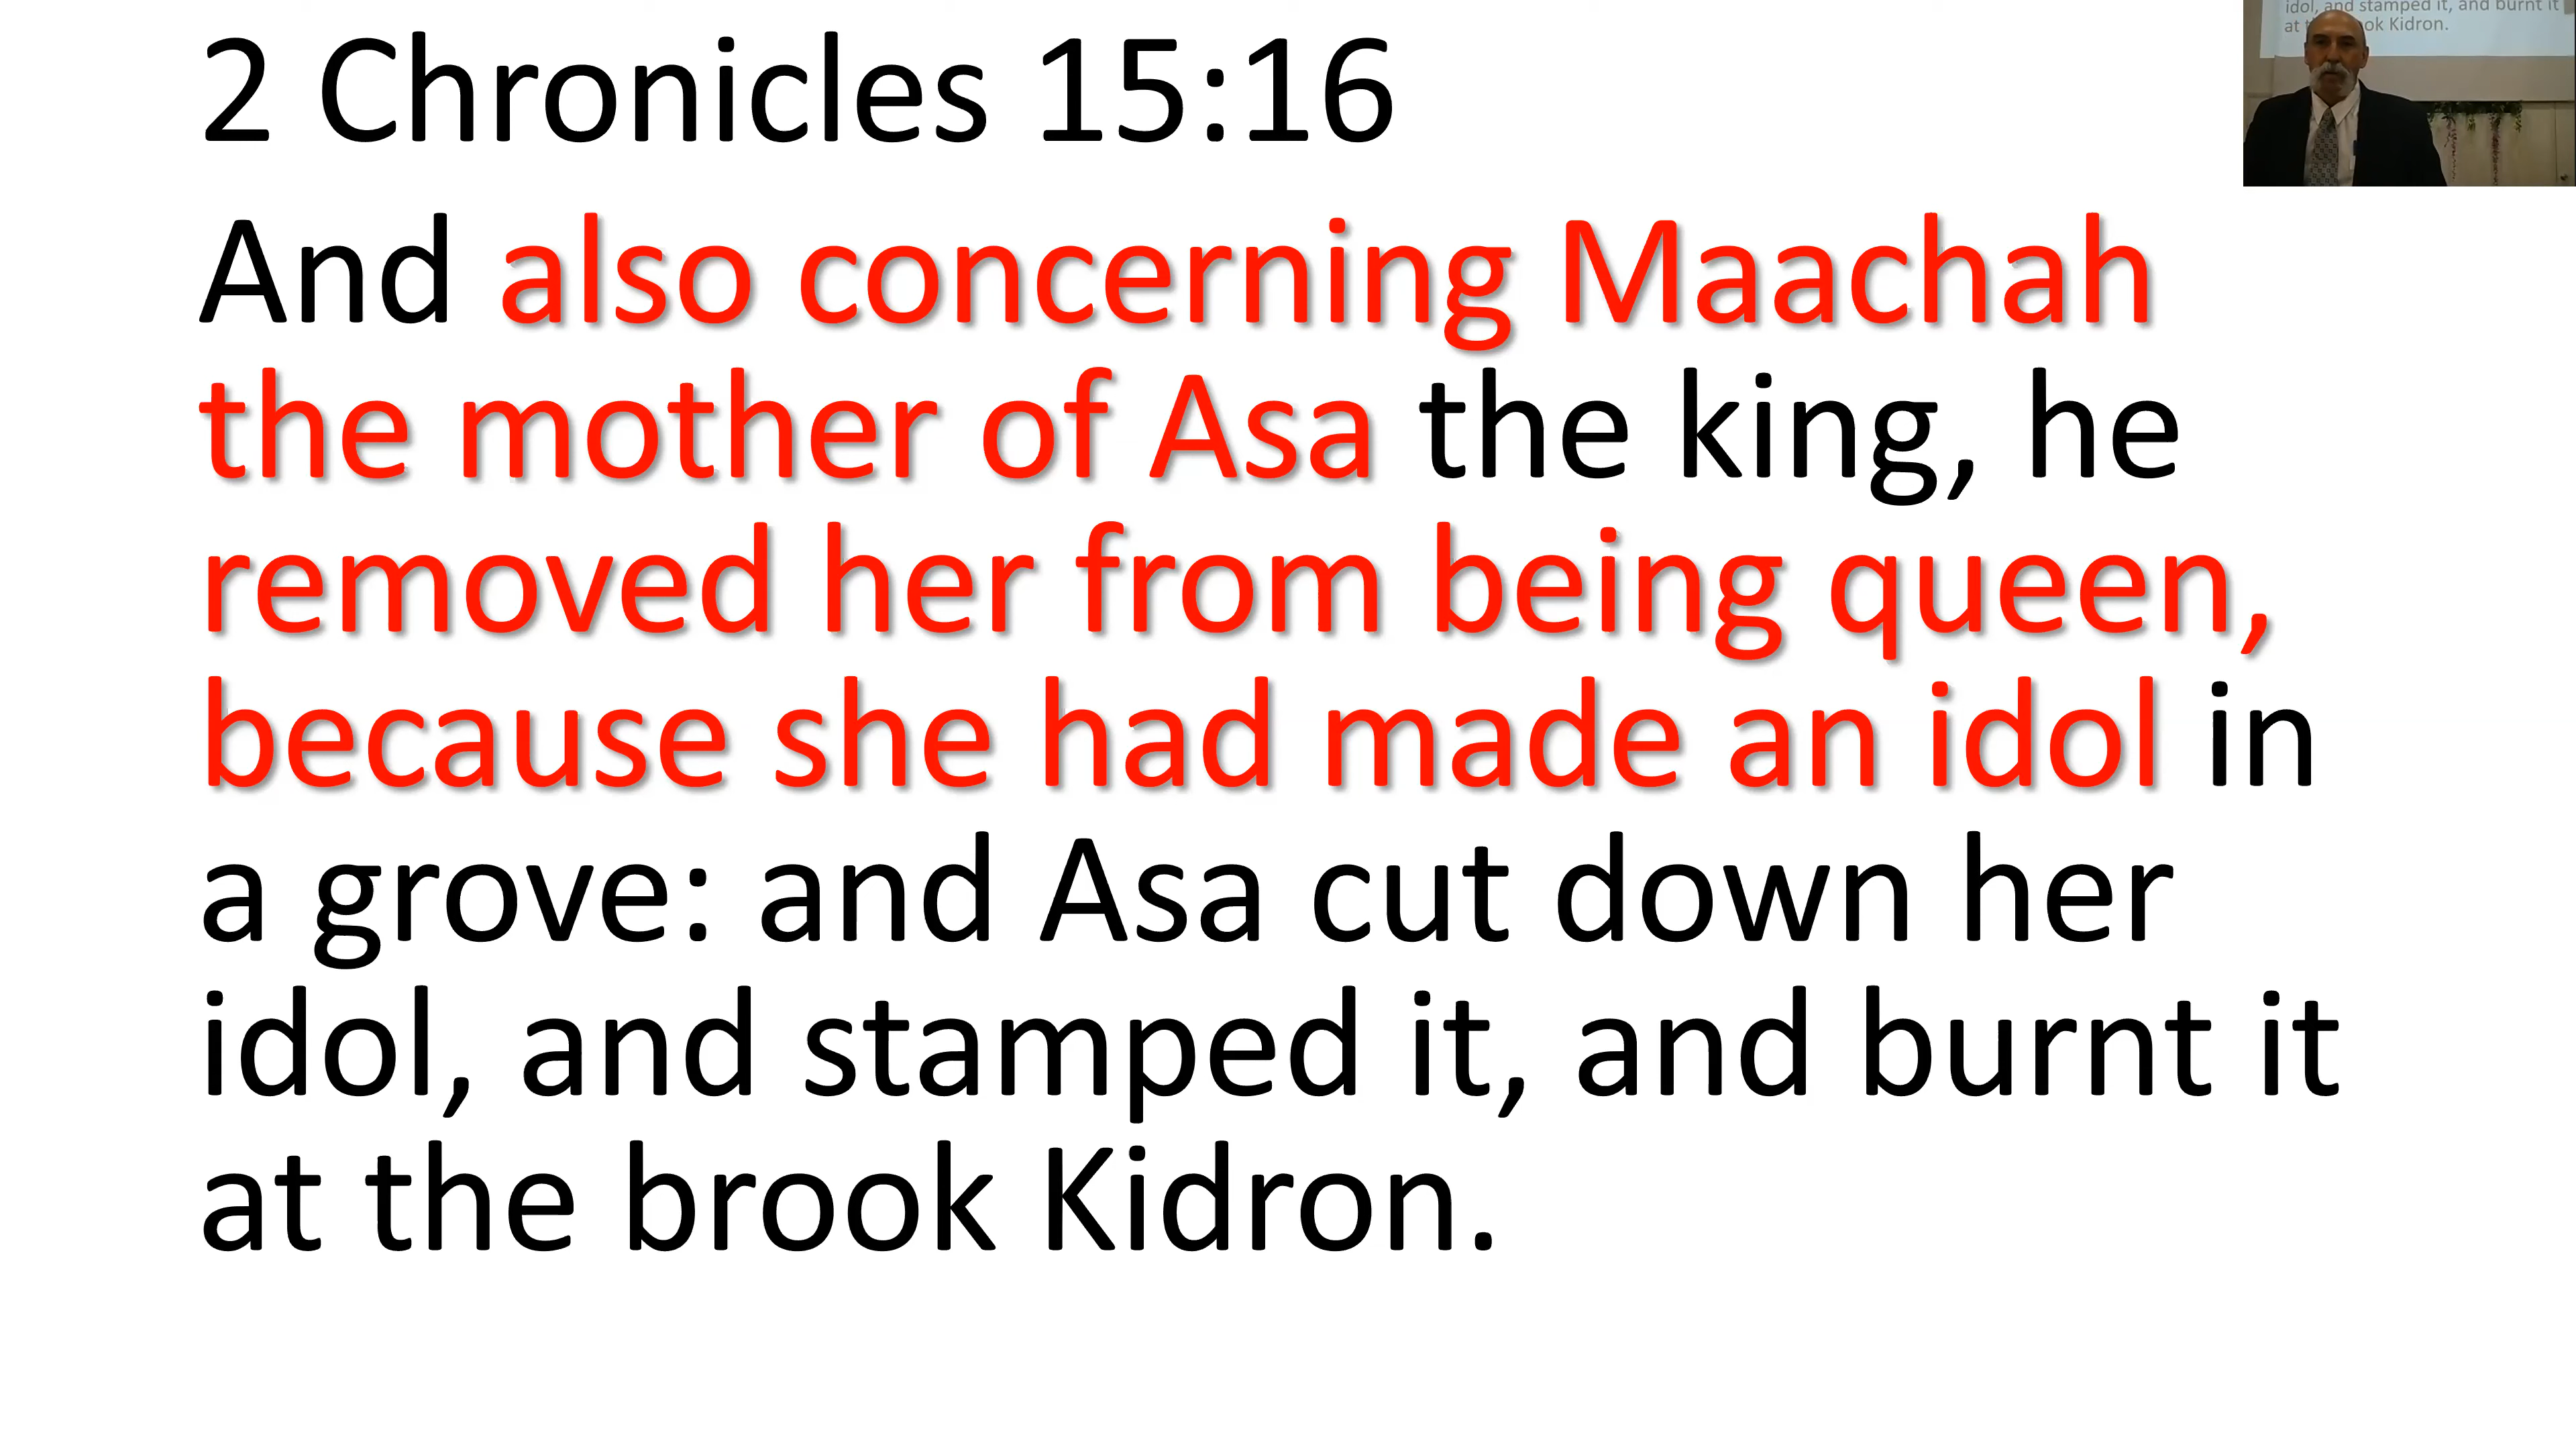 2 Chronicles 15:16
And also concerning Maachah
the mother of Asa the king, he
removed her from being queen,
because she had made an idol in
a grove: and Asa cut down her
idol, and stamped it, and burnt it
at the brook Kidron.
idol, and stamped it, and burnt it
at ok Kidron.